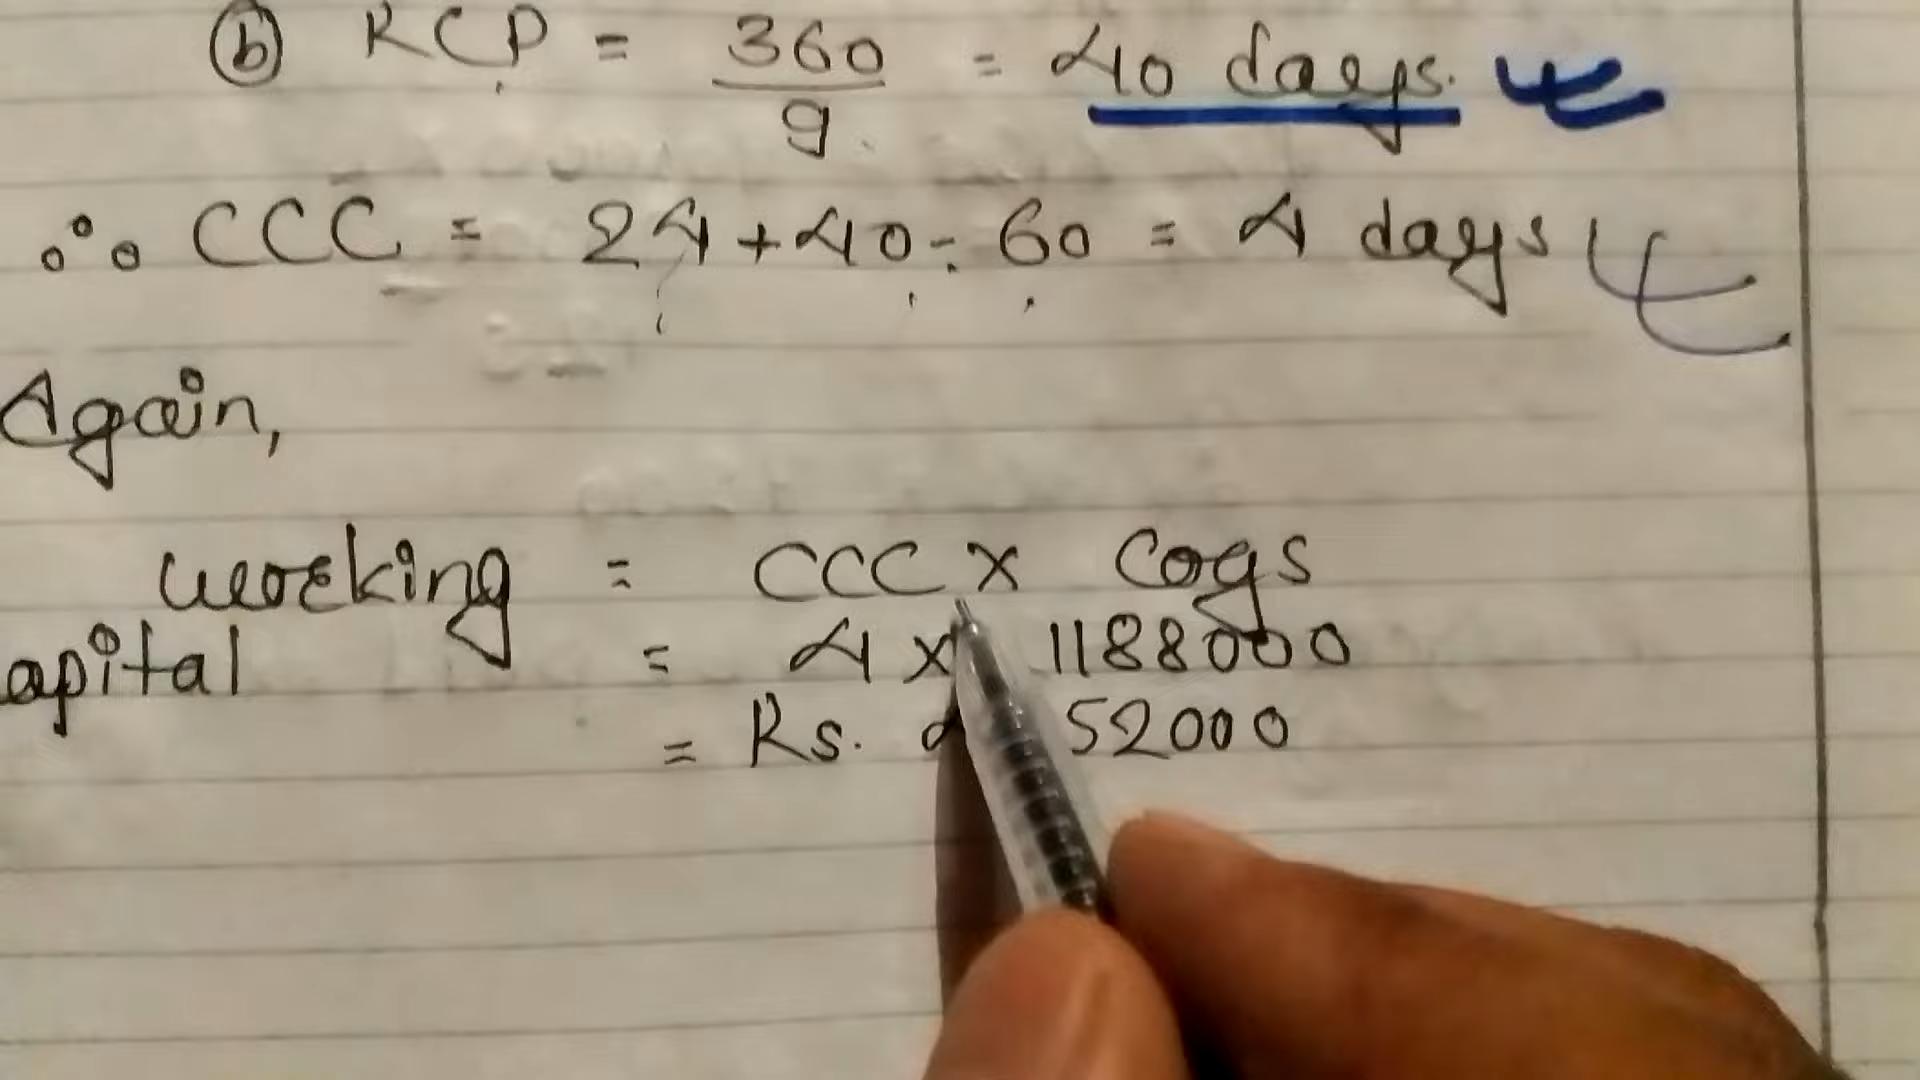 (b) RCP = 360/9 = 40 days.
∴ CCC = 24 + 40 - 60 = 4 days
Again,
working = CCC x Cogs
apital = 4 x 1188000
= Rs. 52000